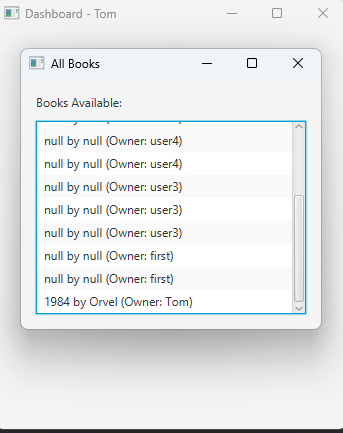 Dashboard - Tom
All Books
Books Available:
null by null (Owner: user4)
null by null (Owner: user4)
null by null (Owner: user3)
null by null (Owner: user3)
null by null (Owner: user3)
null by null (Owner: first)
null by null (Owner: first)
1984 by Orvel (Owner: Tom)